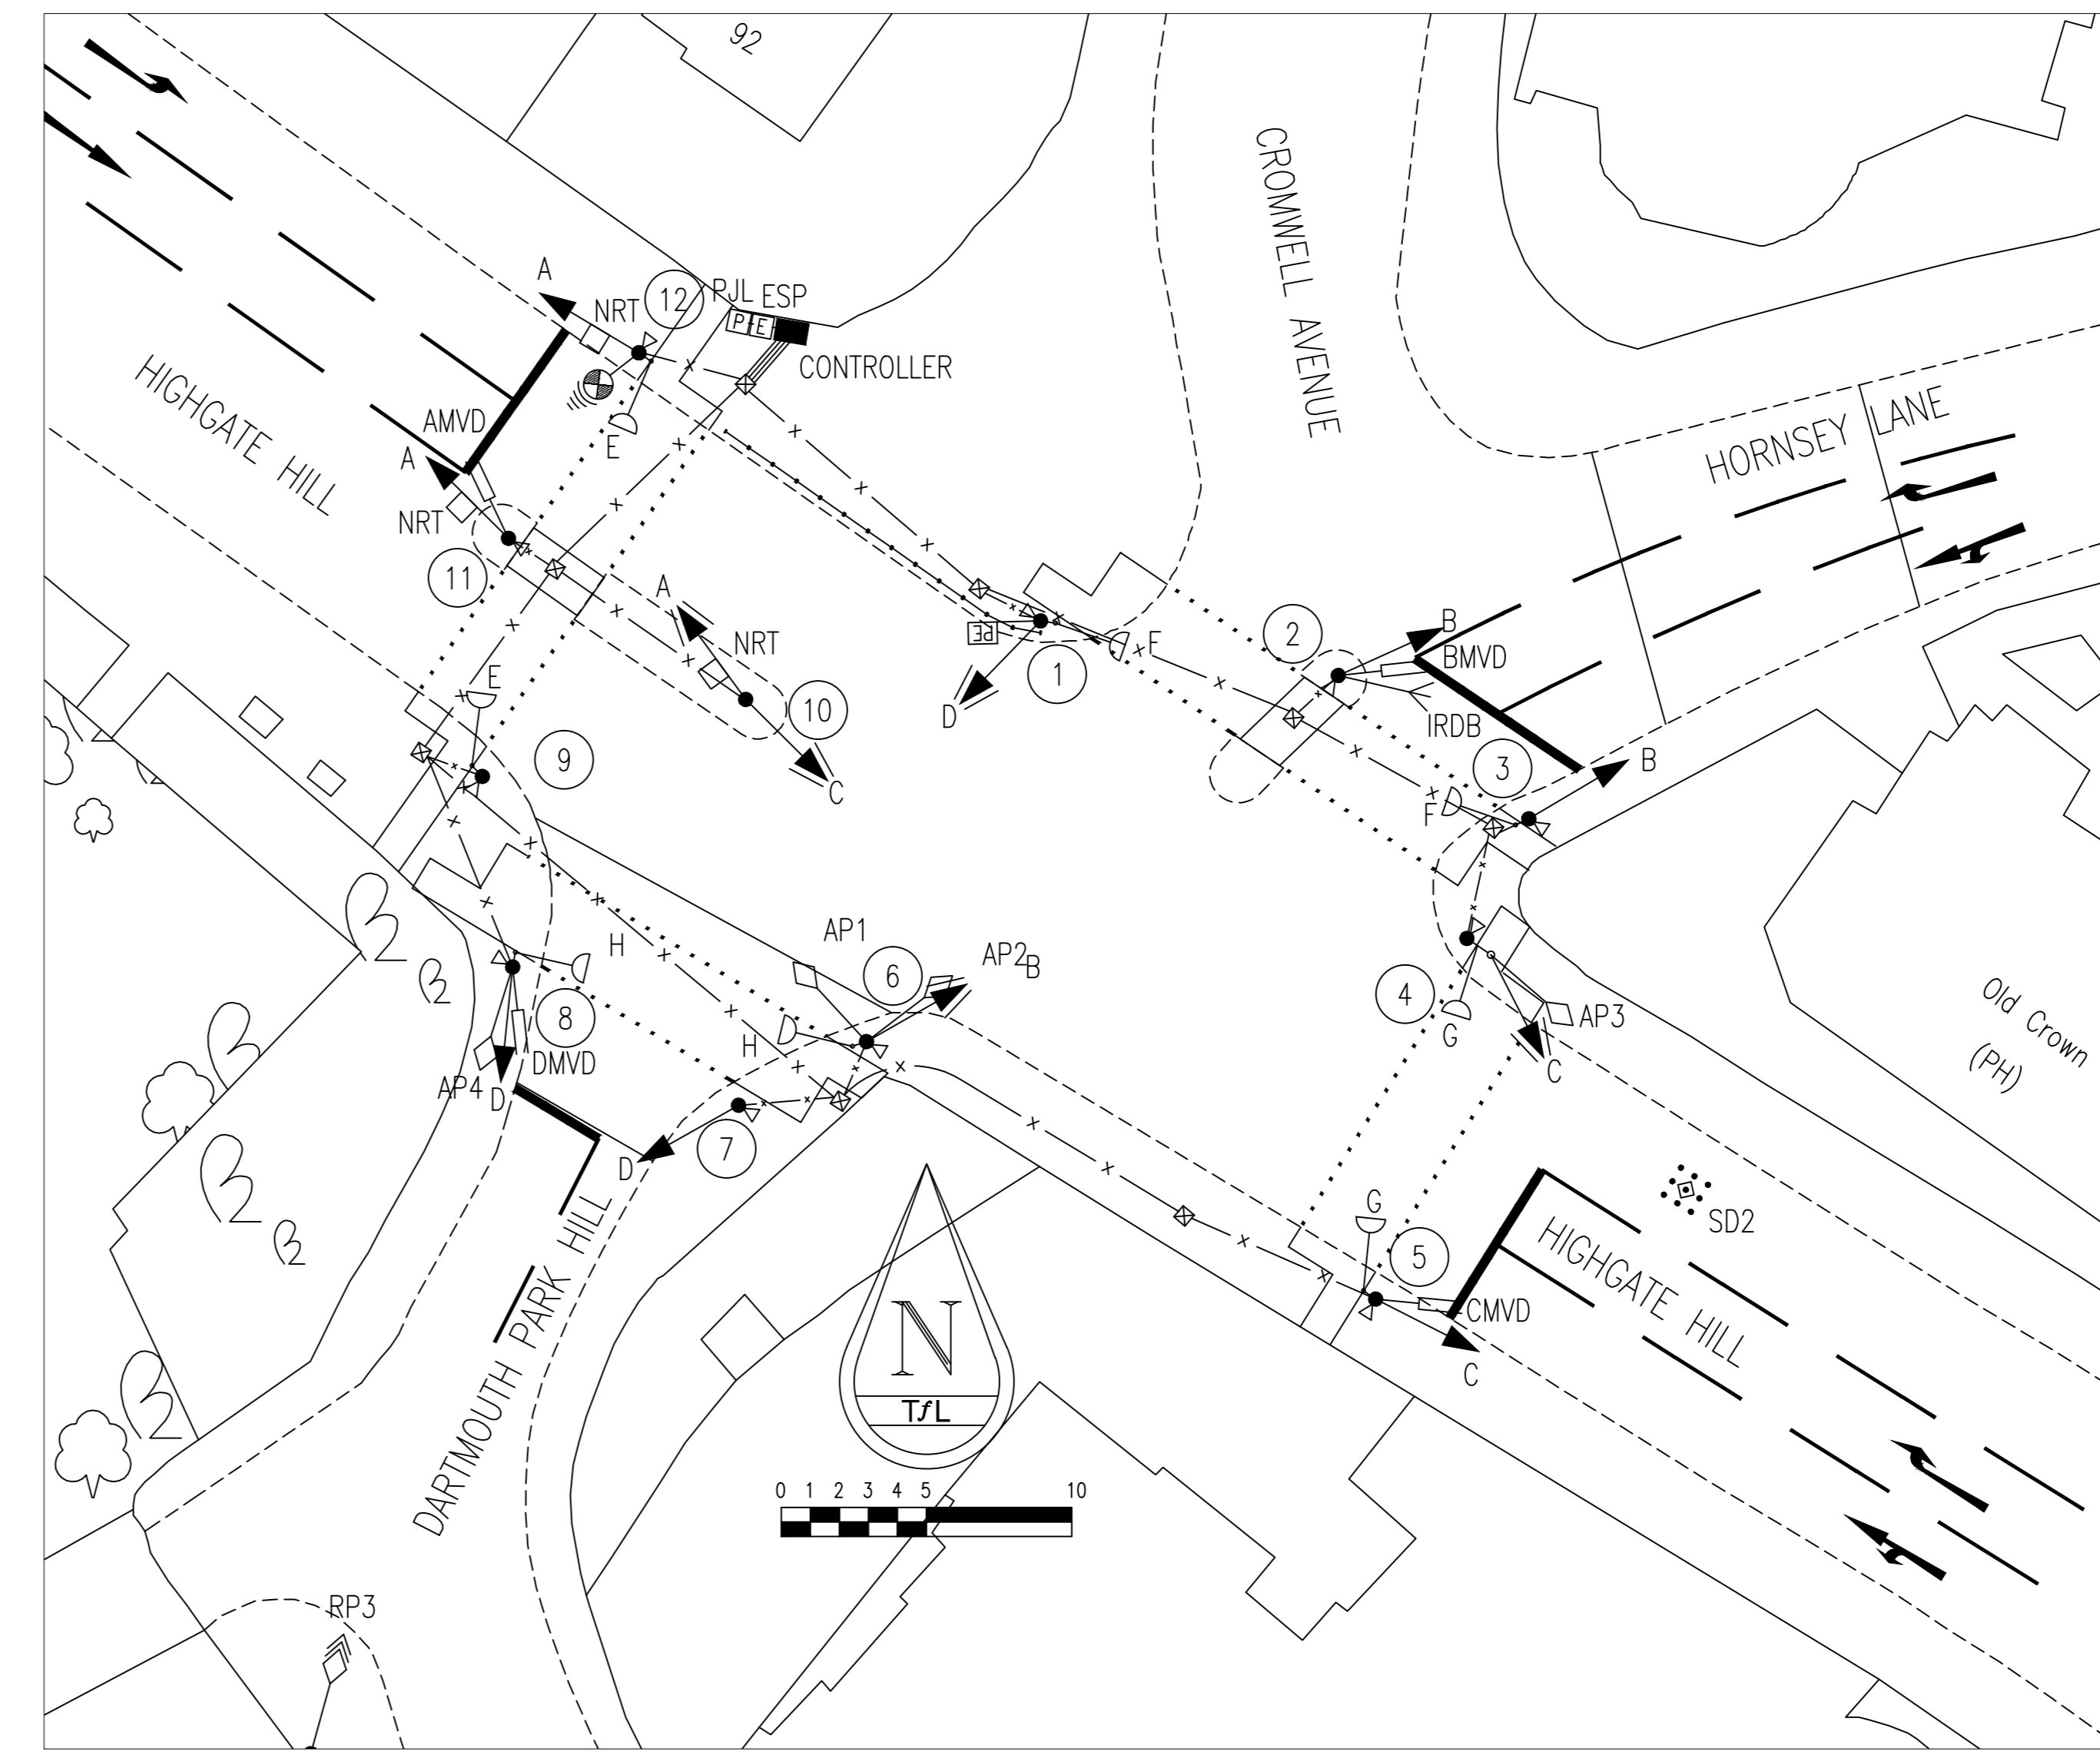 92
CROMWELL AVENUE
A
NRT
12
PJL ESP
P E
CONTROLLER
HIGHGATE HILL
AMVD
E
A
NRT
11
HORNSEY LANE
A
NRT
10
C
PE
1
D
F
2
B
BMVD
IRDB
3
B
F
E
9
H
AP1
6
AP2
B
4
G
AP3
C
Old Crown
(PH)
8
DMVD
AP4
D
H
7
D
G
5
CMVD
C
SD2
HIGHGATE HILL
DARTMOUTH PARK HILL
N
TfL
0 1 2 3 4 5 10
RP3